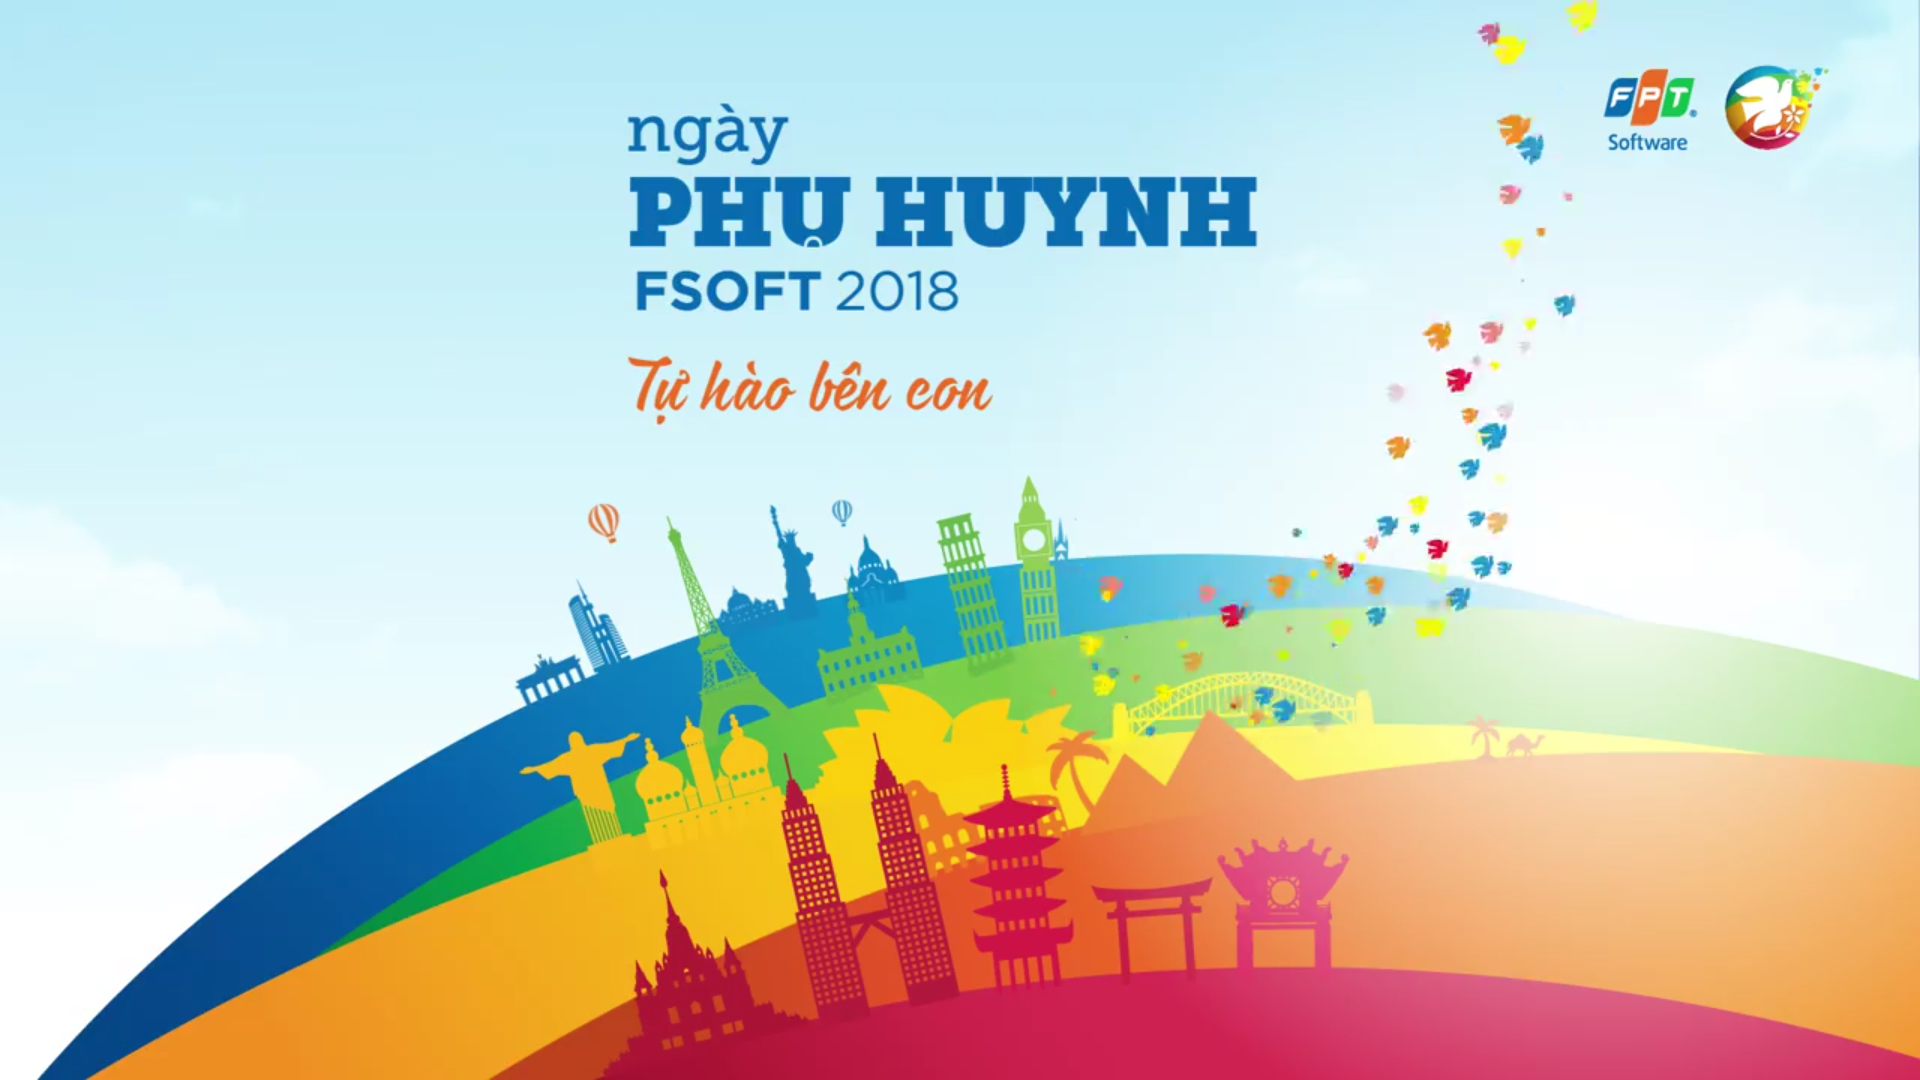 ngày
PHỤ HUYNH
FSOFT 2018
Tự hào bên con
FPT
Software